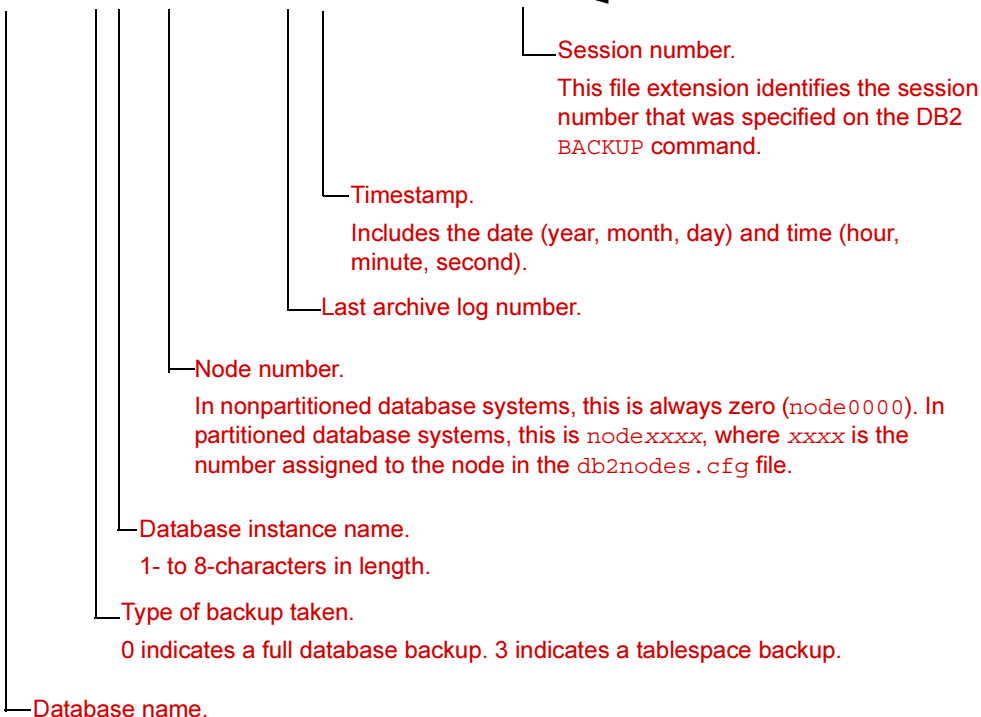 Session number.
This file extension identifies the session
number that was specified on the DB2
BACKUP command.
Timestamp.
Includes the date (year, month, day) and time (hour,
minute, second).
Last archive log number.
Node number.
In nonpartitioned database systems, this is always zero (node0000). In
partitioned database systems, this is nodexxxx, where xxxx is the
number assigned to the node in the db2nodes.cfg file.
Database instance name.
1- to 8-characters in length.
Type of backup taken.
0 indicates a full database backup. 3 indicates a tablespace backup.
Database name.